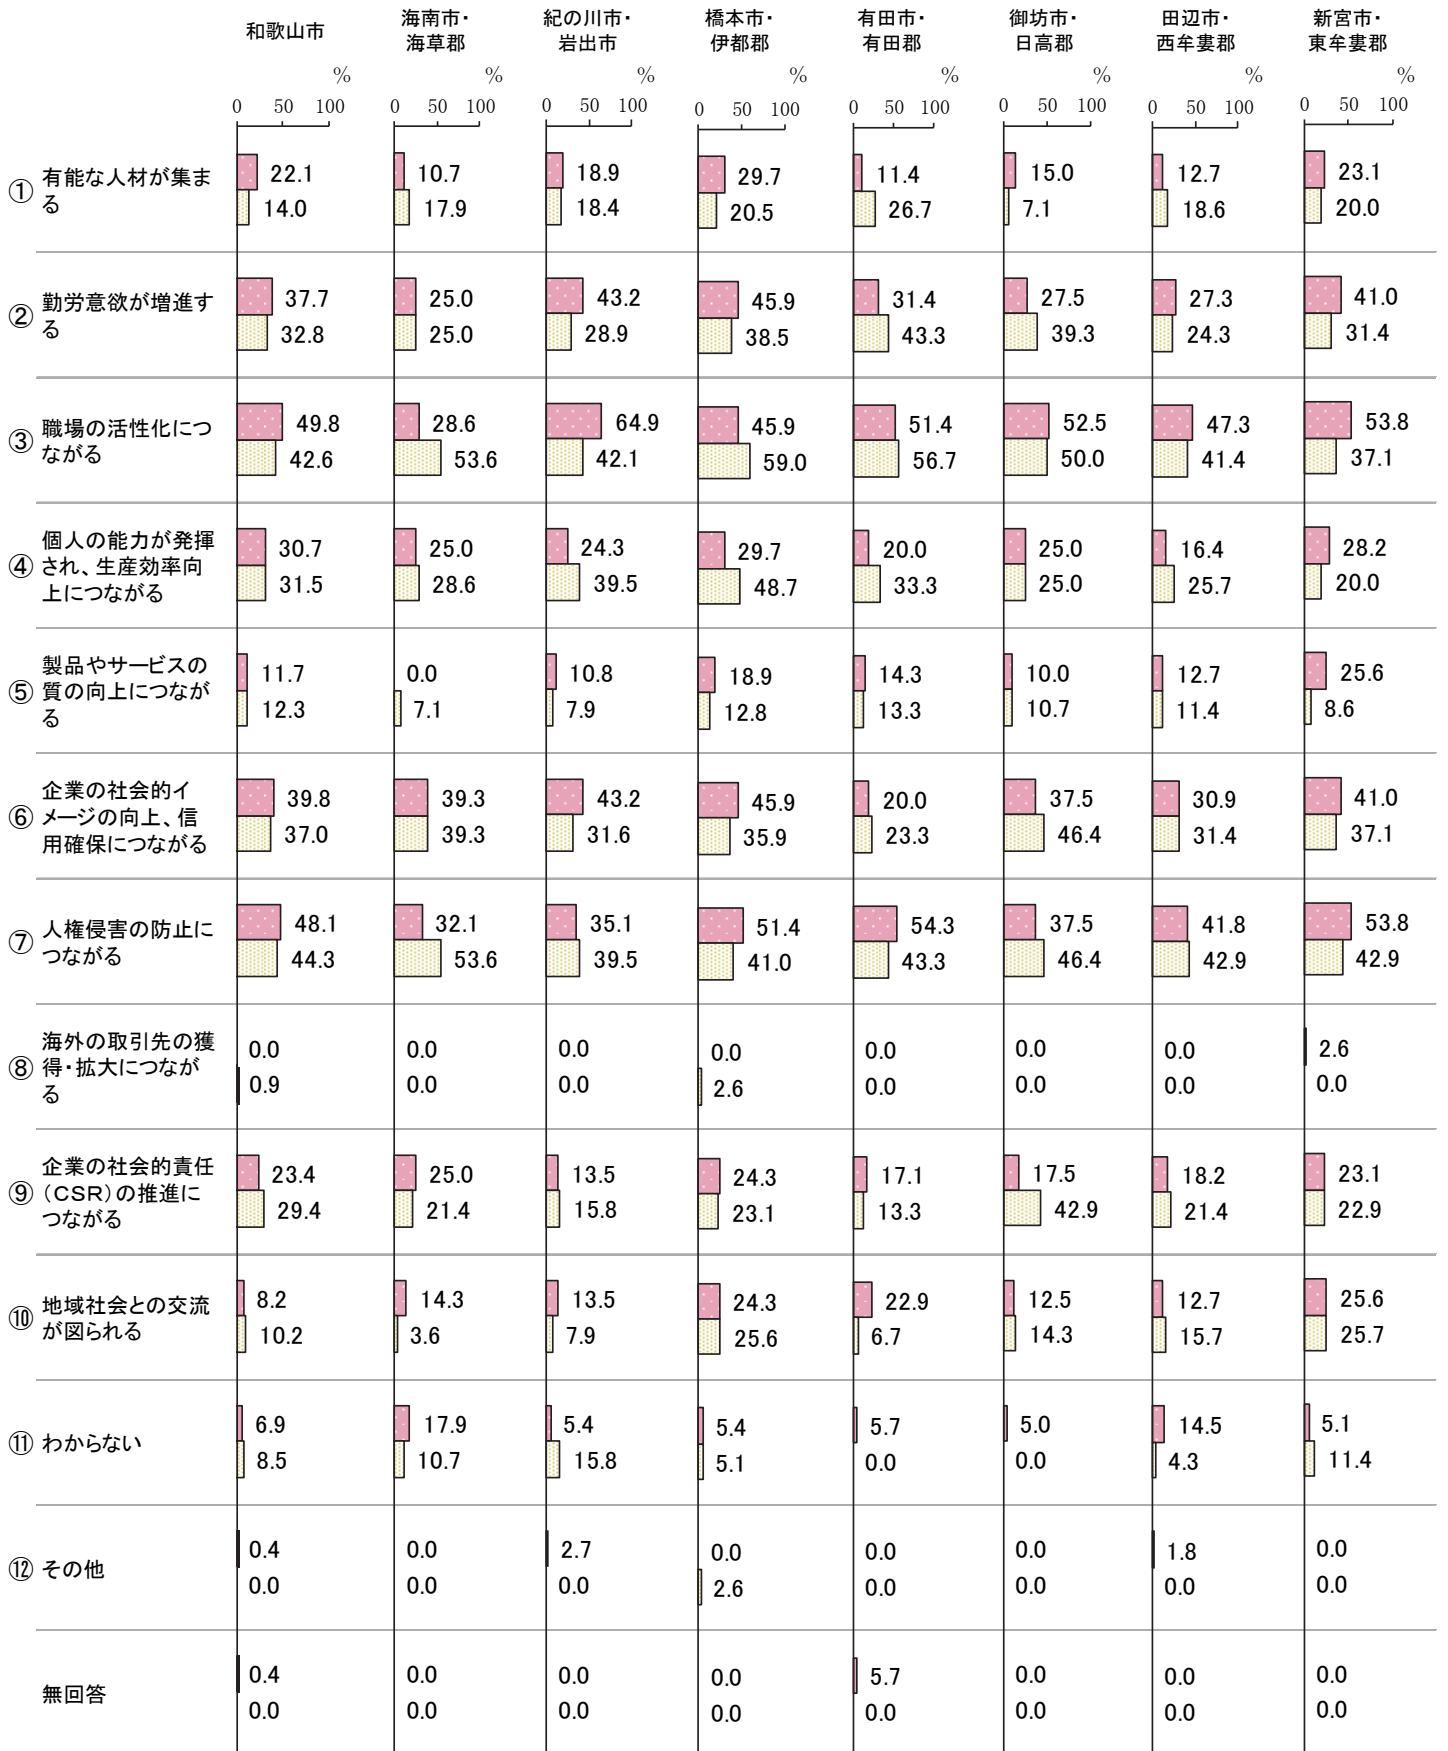 和歌山市
海南市・
海草郡
紀の川市・
岩出市
橋本市・
伊都郡
有田市・
有田郡
御坊市・
日高郡
田辺市・
西牟婁郡
新宮市・
東牟婁郡
% % % % % % % %
0 50 100 0 50 100 0 50 100 0 50 100 0 50 100 0 50 100 0 50 100 0 50 100
① 有能な人材が集ま
る
22.1 10.7 18.9 29.7 11.4 15.0 12.7 23.1
14.0 17.9 18.4 20.5 26.7 7.1 18.6 20.0
② 勤労意欲が増進す
る
37.7 25.0 43.2 45.9 31.4 27.5 27.3 41.0
32.8 25.0 28.9 38.5 43.3 39.3 24.3 31.4
③ 職場の活性化につ
ながる
49.8 28.6 64.9 45.9 51.4 52.5 47.3 53.8
42.6 53.6 42.1 59.0 56.7 50.0 41.4 37.1
④ 個人の能力が発揮
され、生産効率向
上につながる
30.7 25.0 24.3 29.7 20.0 25.0 16.4 28.2
31.5 28.6 39.5 48.7 33.3 25.0 25.7 20.0
⑤ 製品やサービスの
質の向上につなが
る
11.7 0.0 10.8 18.9 14.3 10.0 12.7 25.6
12.3 7.1 7.9 12.8 13.3 10.7 11.4 8.6
⑥ 企業の社会的イ
メージの向上、信
用確保につながる
39.8 39.3 43.2 45.9 20.0 37.5 30.9 41.0
37.0 39.3 31.6 35.9 23.3 46.4 31.4 37.1
⑦ 人権侵害の防止に
つながる
48.1 32.1 35.1 51.4 54.3 37.5 41.8 53.8
44.3 53.6 39.5 41.0 43.3 46.4 42.9 42.9
⑧ 海外の取引先の獲
得・拡大につなが
る
0.0 0.0 0.0 0.0 0.0 0.0 0.0 2.6
0.9 0.0 0.0 2.6 0.0 0.0 0.0 0.0
⑨ 企業の社会的責任
（CSR）の推進に
つながる
23.4 25.0 13.5 24.3 17.1 17.5 18.2 23.1
29.4 21.4 15.8 23.1 13.3 42.9 21.4 22.9
⑩ 地域社会との交流
が図られる
8.2 14.3 13.5 24.3 22.9 12.5 12.7 25.6
10.2 3.6 7.9 25.6 6.7 14.3 15.7 25.7
⑪ わからない
6.9 17.9 5.4 5.4 5.7 5.0 14.5 5.1
8.5 10.7 15.8 5.1 0.0 0.0 4.3 11.4
⑫ その他
0.4 0.0 2.7 0.0 0.0 0.0 1.8 0.0
0.0 0.0 0.0 2.6 0.0 0.0 0.0 0.0
無回答
0.4 0.0 0.0 0.0 5.7 0.0 0.0 0.0
0.0 0.0 0.0 0.0 0.0 0.0 0.0 0.0